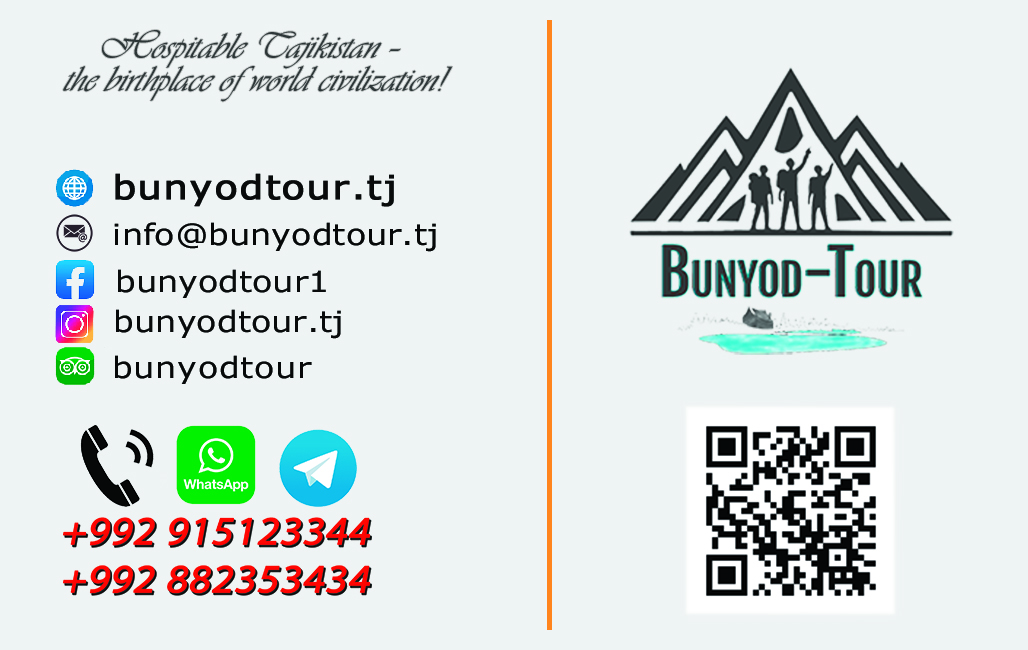 Hospitable Tajikistan –
the birthplace of world civilization!
bunyodtour.tj
info@bunyodtour.tj
bunyodtour1
bunyodtour.tj
bunyodtour
WhatsApp
+992 915123344
+992 882353434
BUNYOD-TOUR